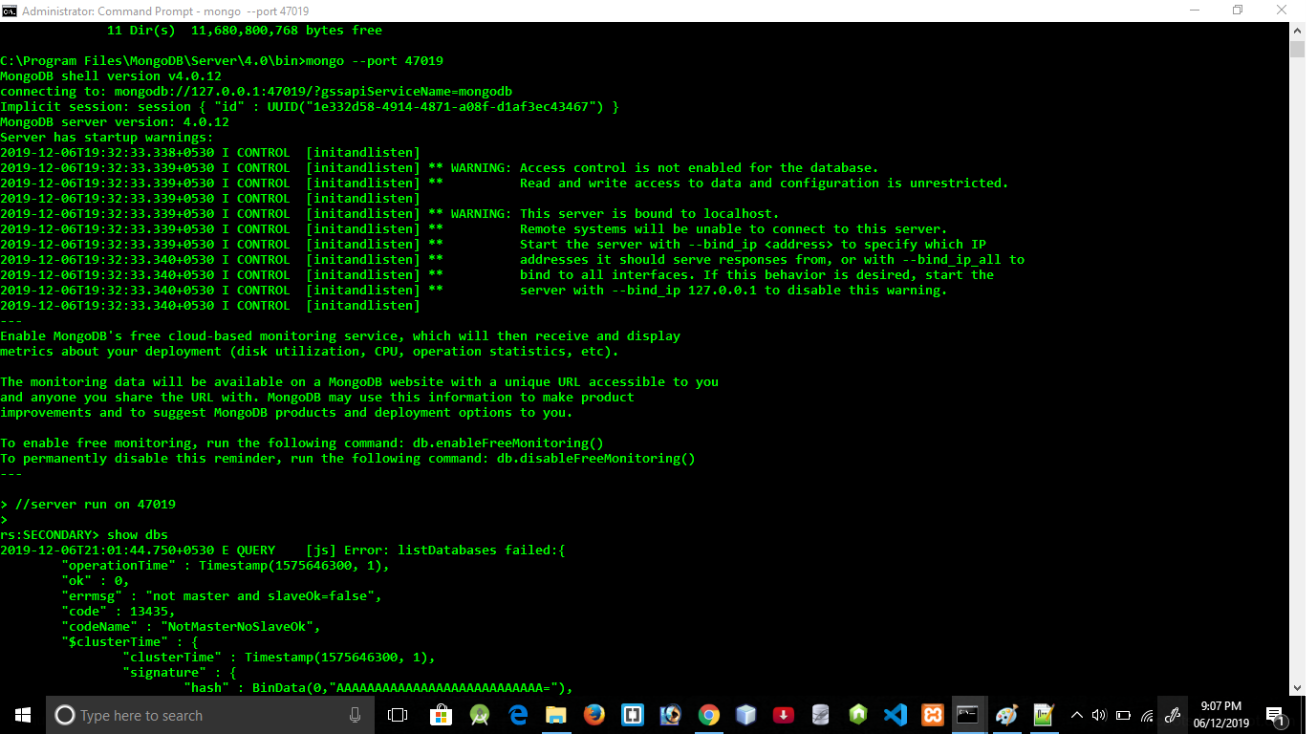 Administrator: Command Prompt - mongo --port 47019
11 Dir(s) 11,680,800,768 bytes free
C:\Program Files\MongoDB\Server\4.0\bin>mongo --port 47019
MongoDB shell version v4.0.12
connecting to: mongodb://127.0.0.1:47019/?gssapiServiceName=mongodb
Implicit session: session { "id" : UUID("1e332d58-4914-4871-a08f-d1af3ec43467") }
MongoDB server version: 4.0.12
Server has startup warnings:
2019-12-06T19:32:33.338+0530 I CONTROL [initandlisten]
2019-12-06T19:32:33.339+0530 I CONTROL [initandlisten] ** WARNING: Access control is not enabled for the database.
2019-12-06T19:32:33.339+0530 I CONTROL [initandlisten] ** Read and write access to data and configuration is unrestricted.
2019-12-06T19:32:33.339+0530 I CONTROL [initandlisten]
2019-12-06T19:32:33.339+0530 I CONTROL [initandlisten] ** WARNING: This server is bound to localhost.
2019-12-06T19:32:33.339+0530 I CONTROL [initandlisten] ** Remote systems will be unable to connect to this server.
2019-12-06T19:32:33.339+0530 I CONTROL [initandlisten] ** Start the server with --bind_ip <address> to specify which IP
2019-12-06T19:32:33.340+0530 I CONTROL [initandlisten] ** addresses it should serve responses from, or with --bind_ip_all to
2019-12-06T19:32:33.340+0530 I CONTROL [initandlisten] ** bind to all interfaces. If this behavior is desired, start the
2019-12-06T19:32:33.340+0530 I CONTROL [initandlisten] ** server with --bind_ip 127.0.0.1 to disable this warning.
2019-12-06T19:32:33.340+0530 I CONTROL [initandlisten]
---
Enable MongoDB's free cloud-based monitoring service, which will then receive and display
metrics about your deployment (disk utilization, CPU, operation statistics, etc).
The monitoring data will be available on a MongoDB website with a unique URL accessible to you
and anyone you share the URL with. MongoDB may use this information to make product
improvements and to suggest MongoDB products and deployment options to you.
To enable free monitoring, run the following command: db.enableFreeMonitoring()
To permanently disable this reminder, run the following command: db.disableFreeMonitoring()
---
> //server run on 47019
>
rs:SECONDARY> show dbs
2019-12-06T21:01:44.750+0530 E QUERY [js] Error: listDatabases failed:{
"operationTime" : Timestamp(1575646300, 1),
"ok" : 0,
"errmsg" : "not master and slaveOk=false",
"code" : 13435,
"codeName" : "NotMasterNoSlaveOk",
"$clusterTime" : {
"clusterTime" : Timestamp(1575646300, 1),
"signature" : {
"hash" : BinData(0,"AAAAAAAAAAAAAAAAAAAAAAAAAAA="),
Type here to search
9:07 PM
06/12/2019
1